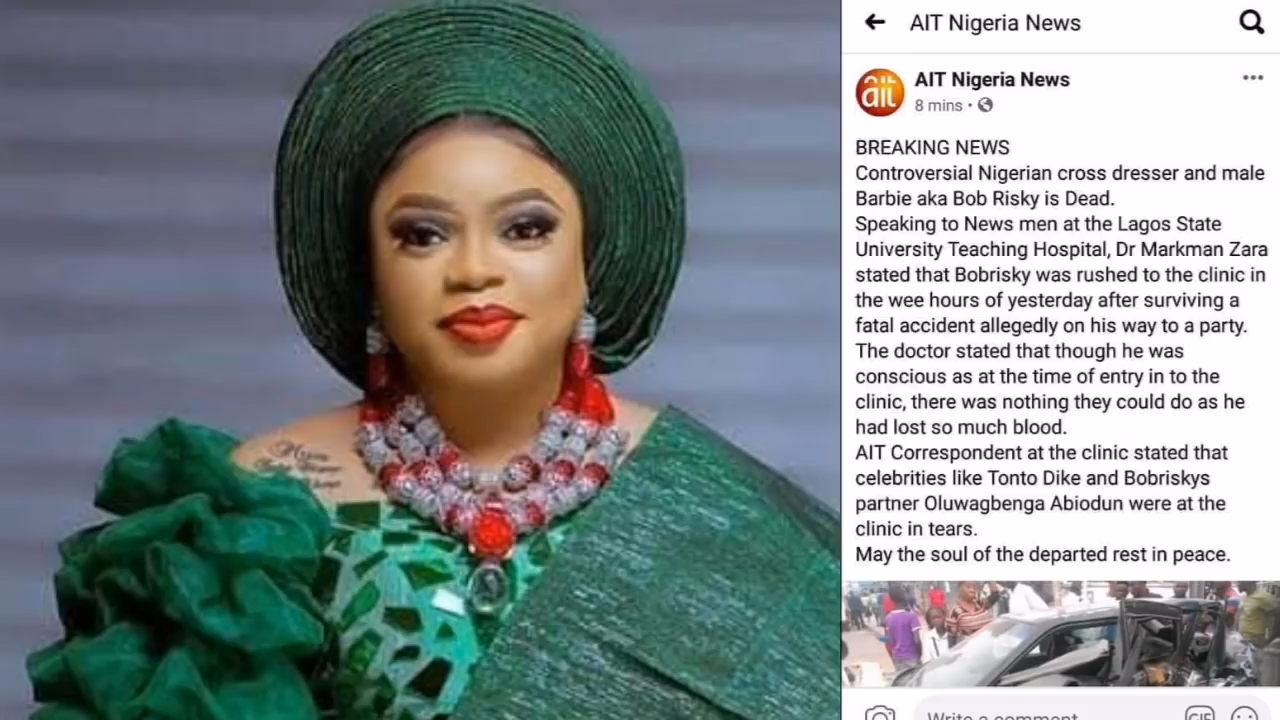 AIT Nigeria News
ait
AIT Nigeria News
8 mins •
BREAKING NEWS
Controversial Nigerian cross dresser and male
Barbie aka Bob Risky is Dead.
Speaking to News men at the Lagos State
University Teaching Hospital, Dr Markman Zara
stated that Bobrisky was rushed to the clinic in
the wee hours of yesterday after surviving a
fatal accident allegedly on his way to a party.
The doctor stated that though he was
conscious as at the time of entry in to the
clinic, there was nothing they could do as he
had lost so much blood.
AIT Correspondent at the clinic stated that
celebrities like Tonto Dike and Bobriskys
partner Oluwagbenga Abiodun were at the
clinic in tears.
May the soul of the departed rest in peace.
Write a comment
GIF